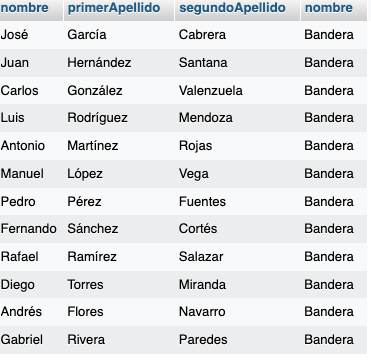 nombre primerApellido segundoApellido nombre
José García Cabrera Bandera
Juan Hernández Santana Bandera
Carlos González Valenzuela Bandera
Luis Rodríguez Mendoza Bandera
Antonio Martínez Rojas Bandera
Manuel López Vega Bandera
Pedro Pérez Fuentes Bandera
Fernando Sánchez Cortés Bandera
Rafael Ramírez Salazar Bandera
Diego Torres Miranda Bandera
Andrés Flores Navarro Bandera
Gabriel Rivera Paredes Bandera